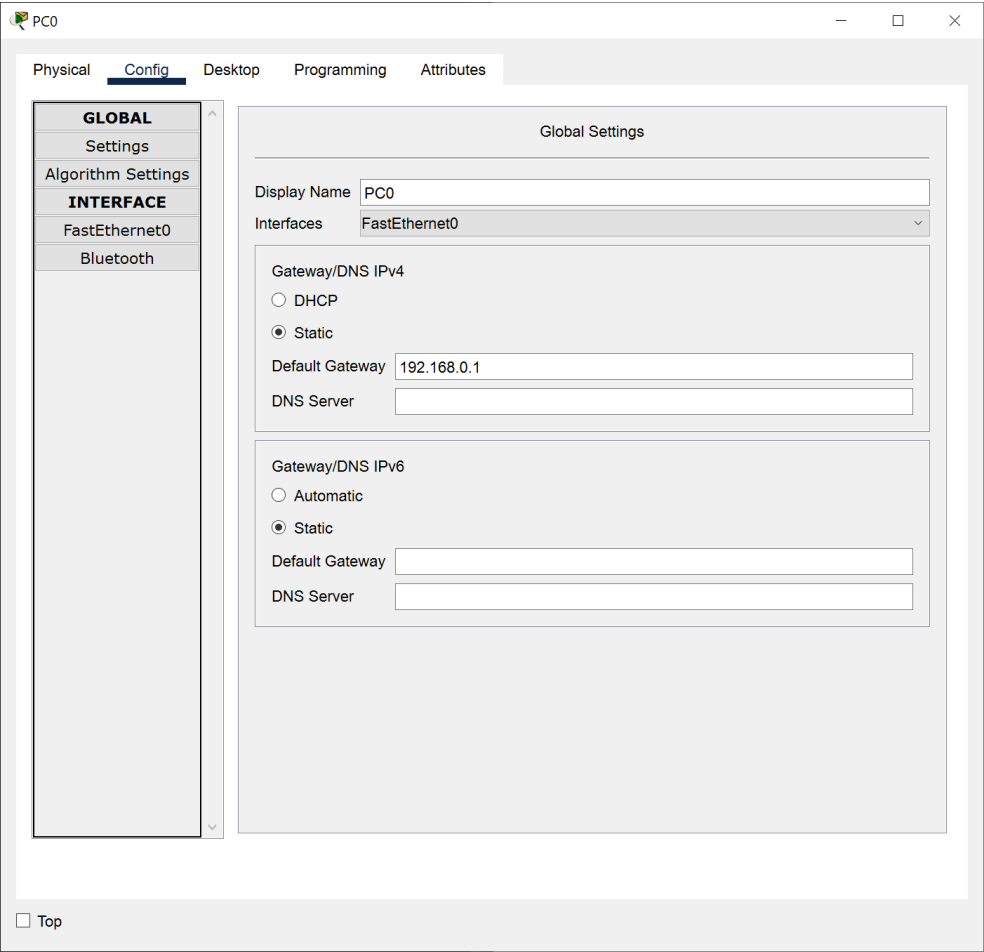 PC0
Physical Config Desktop Programming Attributes
GLOBAL
Settings
Algorithm Settings
INTERFACE
FastEthernet0
Bluetooth
Global Settings
Display Name PC0
Interfaces FastEthernet0
Gateway/DNS IPv4
DHCP
Static
Default Gateway 192.168.0.1
DNS Server
Gateway/DNS IPv6
Automatic
Static
Default Gateway
DNS Server
Top